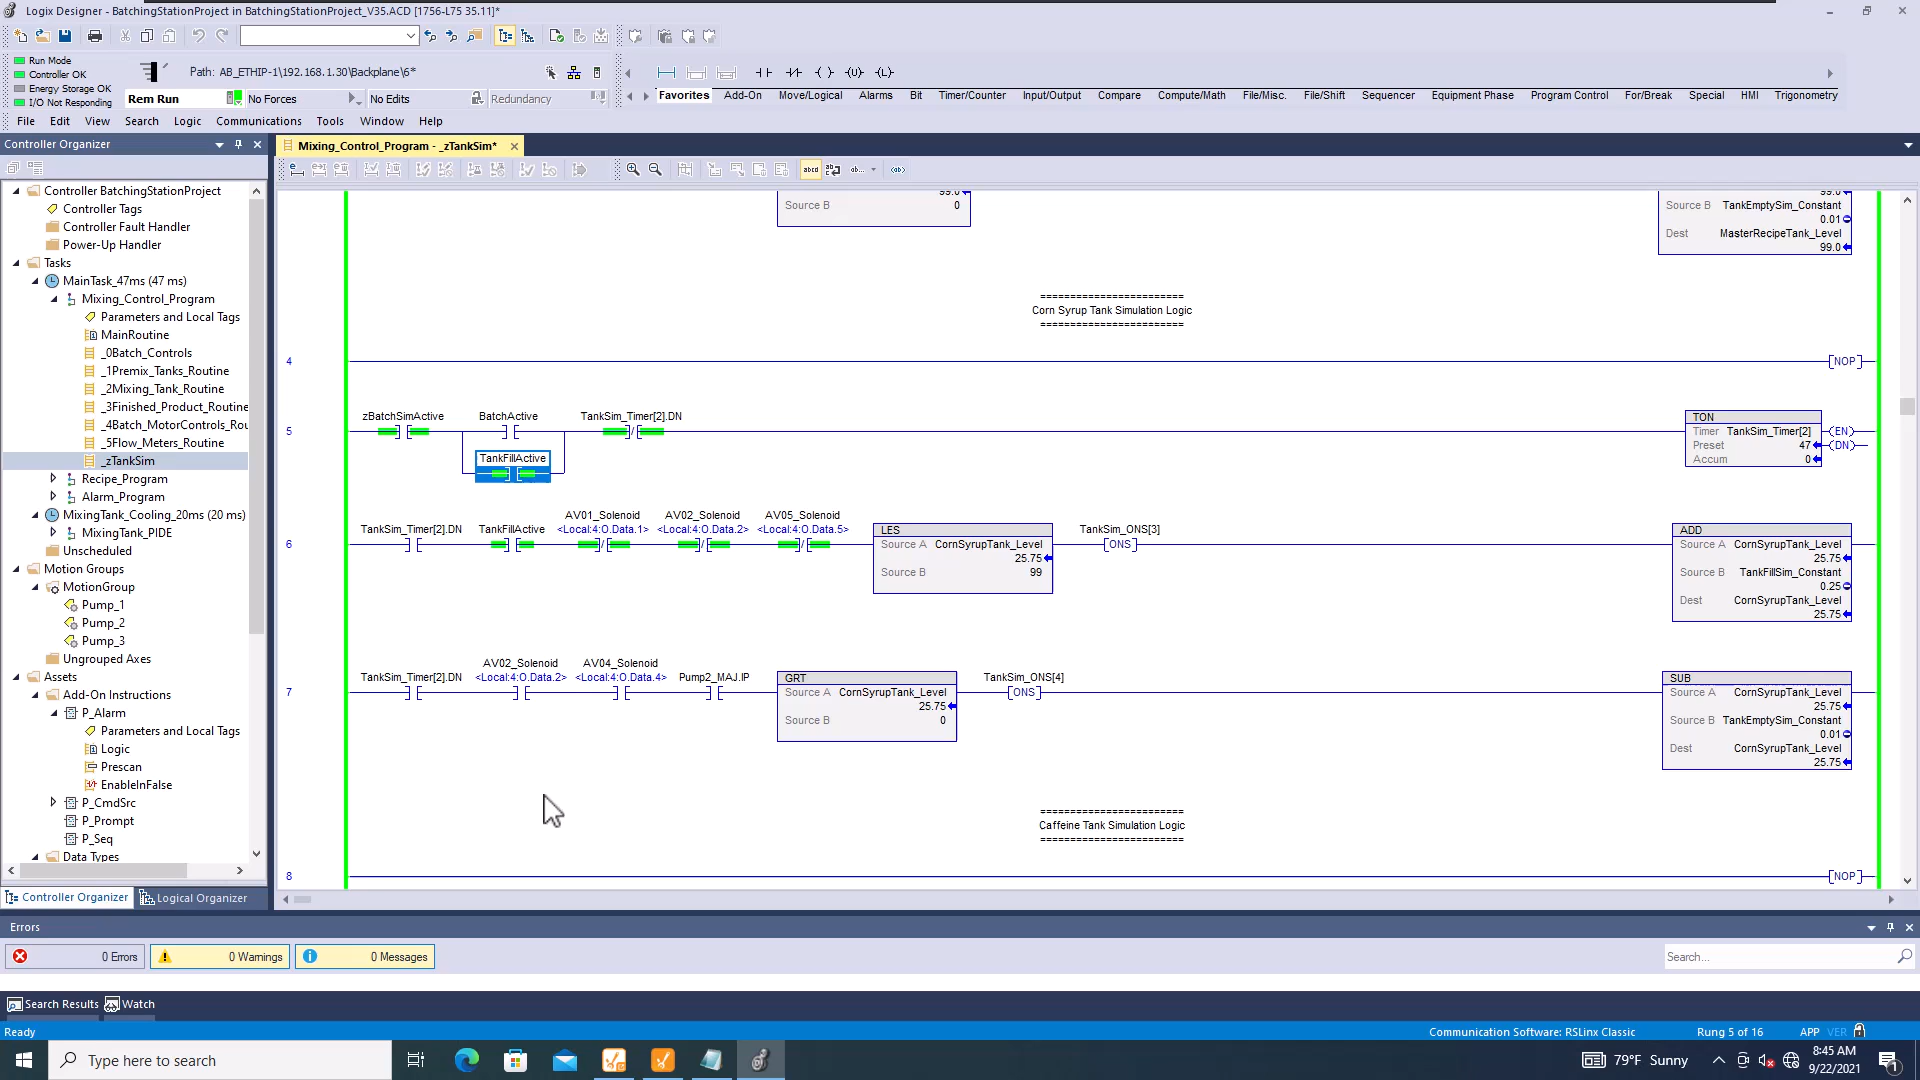 Logix Designer - BatchingStationProject in BatchingStationProject_V35.ACD [1756-L75 35.11]*
Run Mode
Controller OK
Energy Storage OK
I/O Not Responding
Path: AB_ETHIP-1\192.168.1.30\Backplane\6*
Rem Run
No Forces
No Edits
Redundancy
Favorites Add-On Move/Logical Alarms Bit Timer/Counter Input/Output Compare Compute/Math File/Misc. File/Shift Sequencer Equipment Phase Program Control For/Break Special HMI Trigonometry
File Edit View Search Logic Communications Tools Window Help
Controller Organizer
Mixing_Control_Program - _zTankSim*
Controller BatchingStationProject
Controller Tags
Controller Fault Handler
Power-Up Handler
Tasks
MainTask_47ms (47 ms)
Mixing_Control_Program
Parameters and Local Tags
MainRoutine
_0Batch_Controls
_1Premix_Tanks_Routine
_2Mixing_Tank_Routine
_3Finished_Product_Routine
_4Batch_MotorControls_Rou
_5Flow_Meters_Routine
_zTankSim
Recipe_Program
Alarm_Program
MixingTank_Cooling_20ms (20 ms)
MixingTank_PIDE
Unscheduled
Motion Groups
MotionGroup
Pump_1
Pump_2
Pump_3
Ungrouped Axes
Assets
Add-On Instructions
P_Alarm
Parameters and Local Tags
Logic
Prescan
EnableInFalse
P_CmdSrc
P_Prompt
P_Seq
Data Types
Controller Organizer
Logical Organizer
99.0
Source B 0
99.0
Source B TankEmptySim_Constant
0.01
Dest MasterRecipeTank_Level
99.0
========================
Corn Syrup Tank Simulation Logic
========================
4
NOP
5
zBatchSimActive
BatchActive
TankSim_Timer[2].DN
TankFillActive
TON
Timer TankSim_Timer[2]
Preset 47
Accum 0
EN
DN
6
TankSim_Timer[2].DN
TankFillActive
AV01_Solenoid
<Local:4:O.Data.1>
AV02_Solenoid
<Local:4:O.Data.2>
AV05_Solenoid
<Local:4:O.Data.5>
LES
Source A CornSyrupTank_Level
25.75
Source B 99
TankSim_ONS[3]
ONS
ADD
Source A CornSyrupTank_Level
25.75
Source B TankFillSim_Constant
0.25
Dest CornSyrupTank_Level
25.75
7
TankSim_Timer[2].DN
AV02_Solenoid
<Local:4:O.Data.2>
AV04_Solenoid
<Local:4:O.Data.4>
Pump2_MAJ.IP
GRT
Source A CornSyrupTank_Level
25.75
Source B 0
TankSim_ONS[4]
ONS
SUB
Source A CornSyrupTank_Level
25.75
Source B TankEmptySim_Constant
0.01
Dest CornSyrupTank_Level
25.75
========================
Caffeine Tank Simulation Logic
========================
8
NOP
Errors
0 Errors
0 Warnings
0 Messages
Search...
Search Results
Watch
Ready
Communication Software: RSLinx Classic
Rung 5 of 16
APP VER
Type here to search
79°F Sunny
8:45 AM
9/22/2021
1